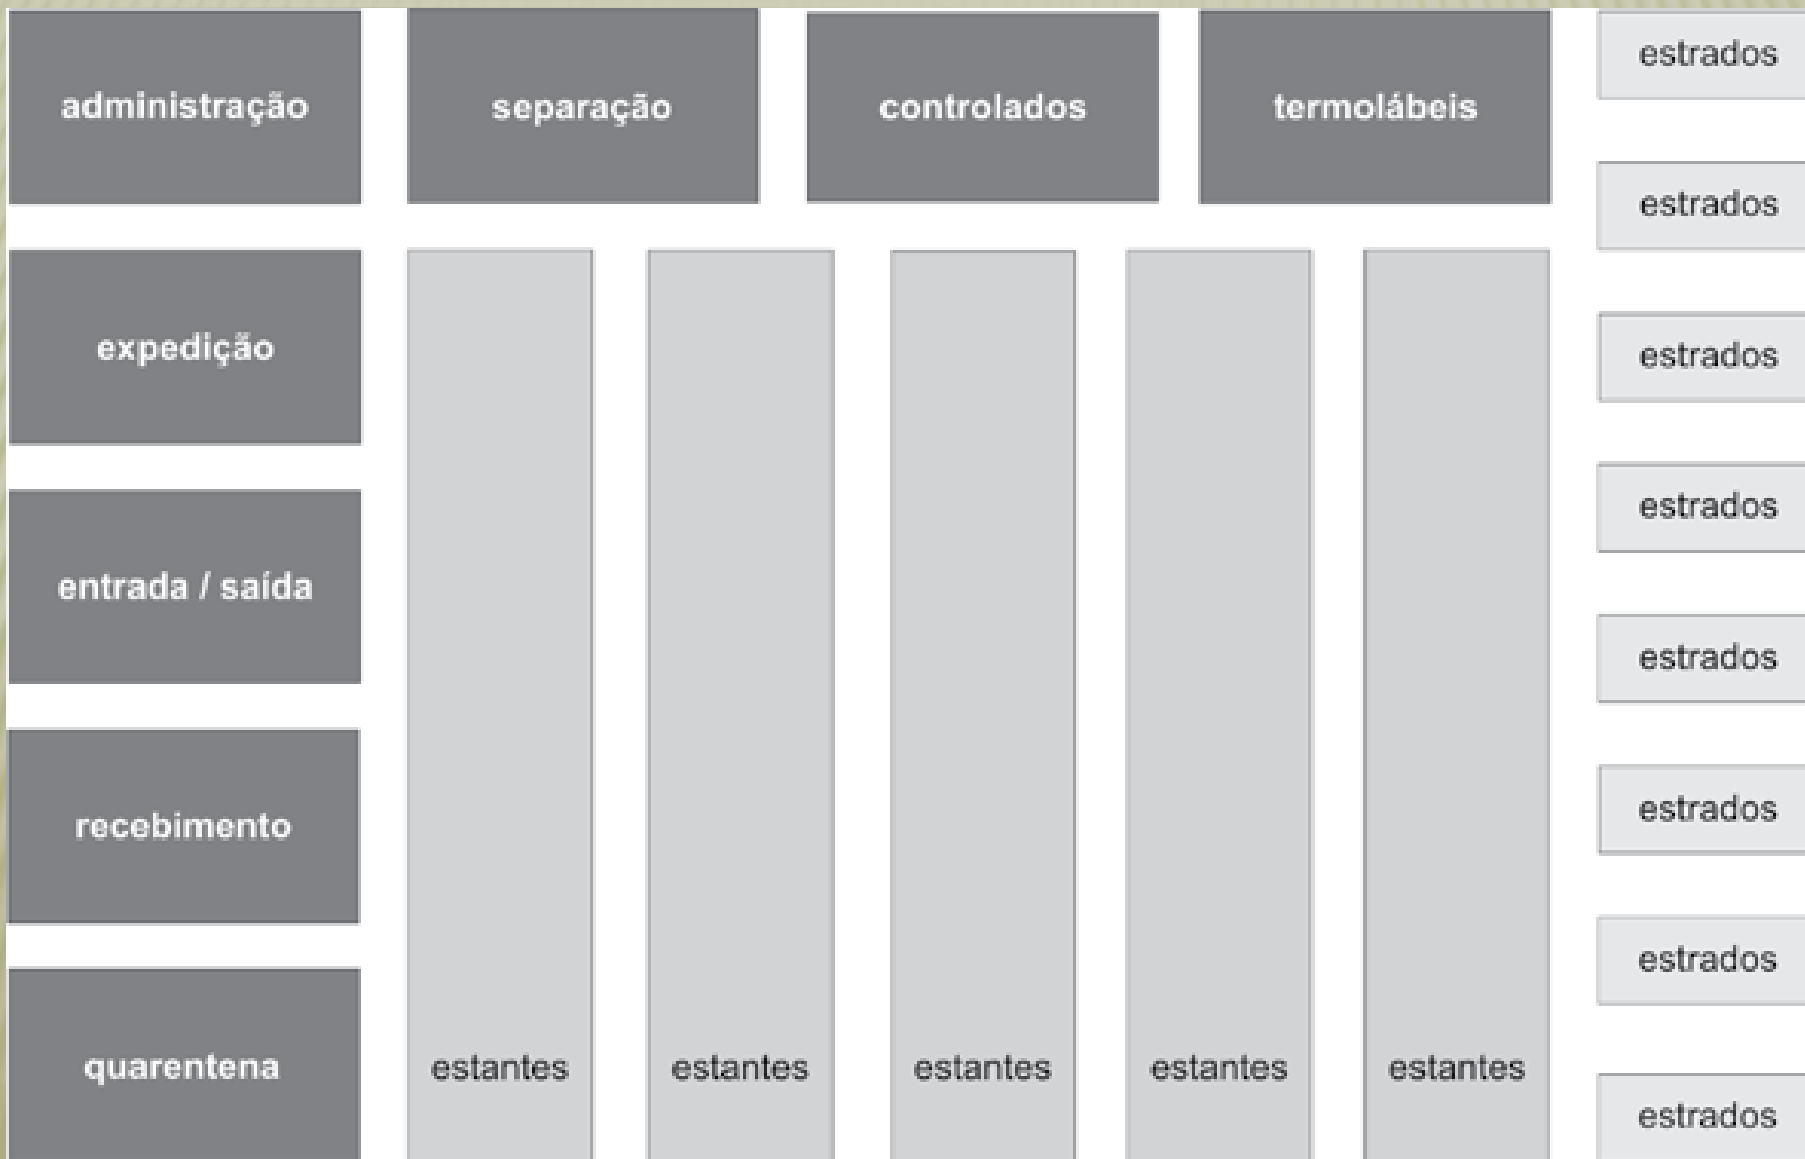 administração
separação
controlados
termolábeis
estrados
estrados
expedição
estrados
estrados
entrada / saída
estrados
recebimento
estrados
estrados
quarentena
estantes
estantes
estantes
estantes
estantes
estrados